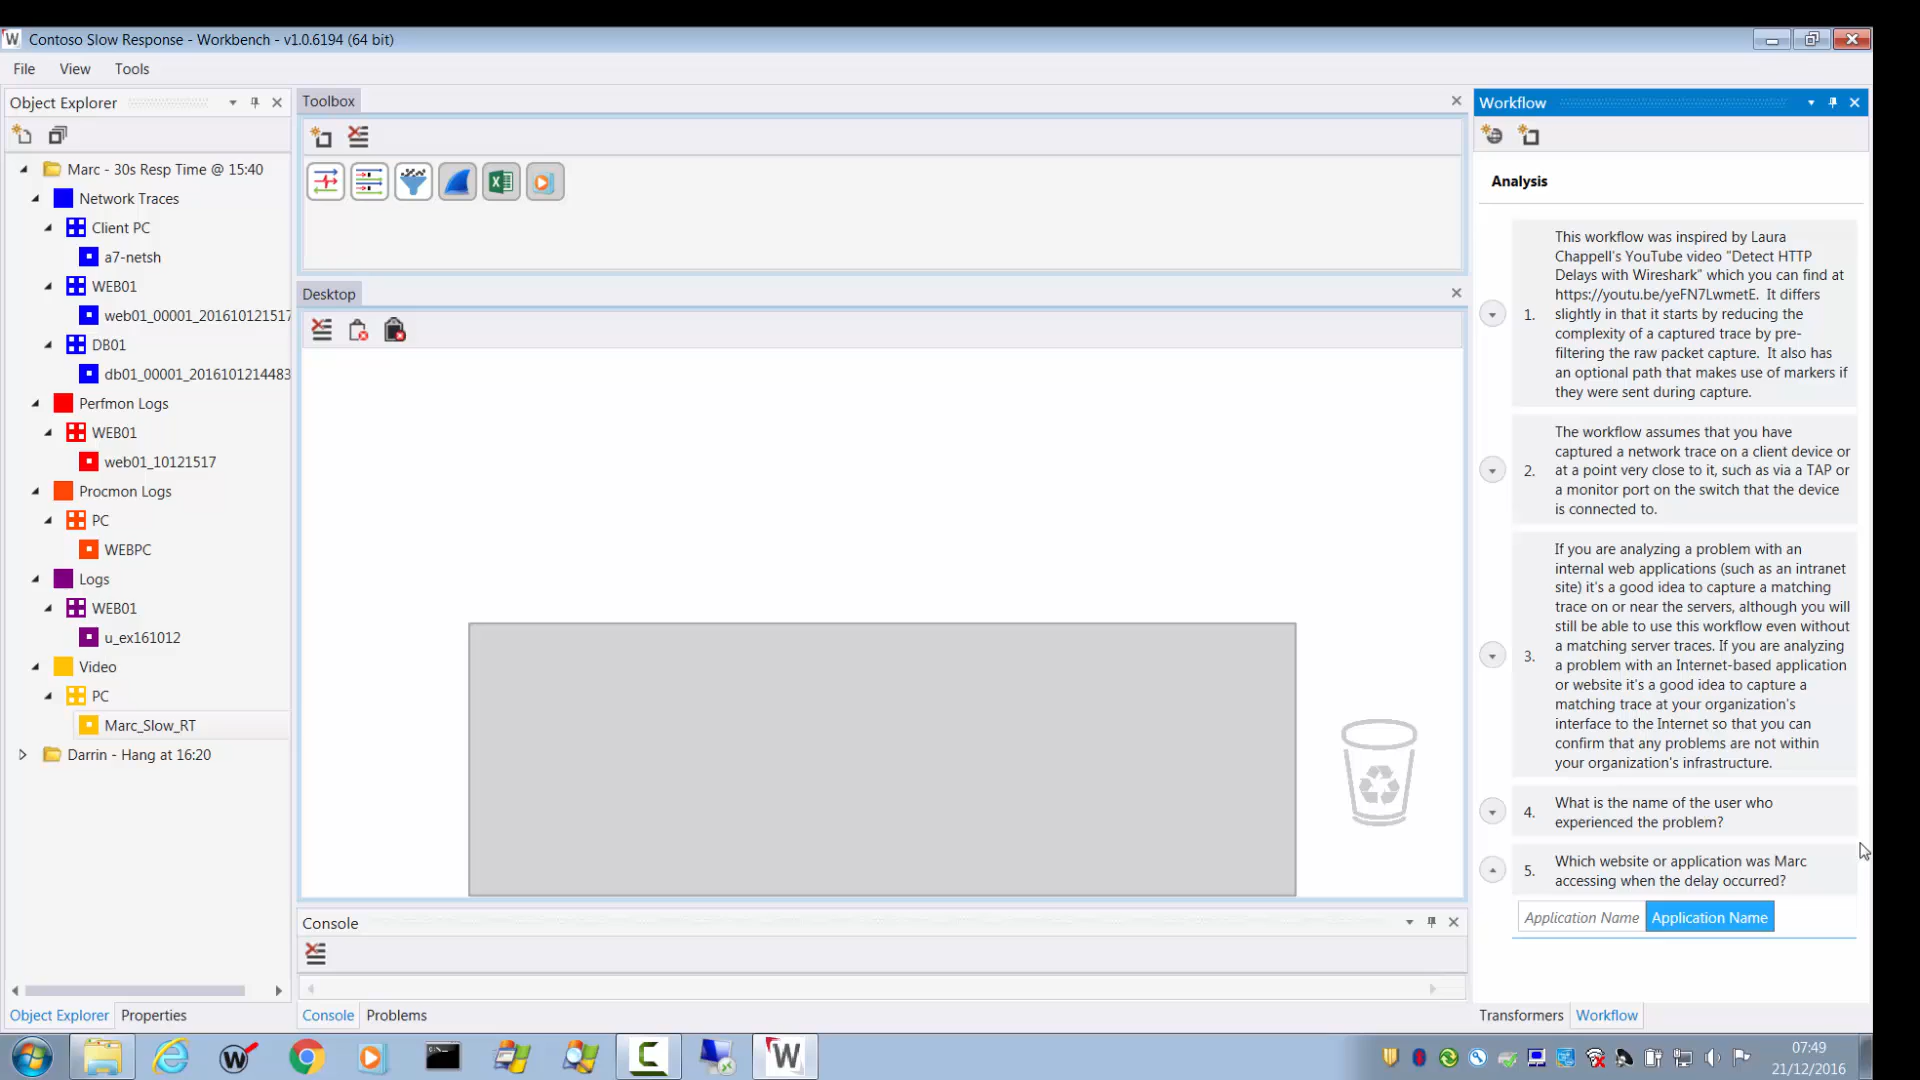 Contoso Slow Response - Workbench - v1.0.6194 (64 bit)
File View Tools
Object Explorer
Marc - 30s Resp Time @ 15:40
Network Traces
Client PC
a7-netsh
WEB01
web01_00001_201610121517
DB01
db01_00001_2016101214483
Perfmon Logs
WEB01
web01_10121517
Procmon Logs
PC
WEBPC
Logs
WEB01
u_ex161012
Video
PC
Marc_Slow_RT
Darrin - Hang at 16:20
Object Explorer Properties
Toolbox
Desktop
Console
Console Problems
Workflow
Analysis
1. This workflow was inspired by Laura
Chappell's YouTube video "Detect HTTP
Delays with Wireshark" which you can find at
https://youtu.be/yeFN7LwmetE. It differs
slightly in that it starts by reducing the
complexity of a captured trace by pre-
filtering the raw packet capture. It also has
an optional path that makes use of markers if
they were sent during capture.
2. The workflow assumes that you have
captured a network trace on a client device or
at a point very close to it, such as via a TAP or
a monitor port on the switch that the device
is connected to.
3. If you are analyzing a problem with an
internal web applications (such as an intranet
site) it's a good idea to capture a matching
trace on or near the servers, although you will
still be able to use this workflow even without
a matching server traces. If you are analyzing
a problem with an Internet-based application
or website it's a good idea to capture a
matching trace at your organization's
interface to the Internet so that you can
confirm that any problems are not within
your organization's infrastructure.
4. What is the name of the user who
experienced the problem?
5. Which website or application was Marc
accessing when the delay occurred?
Application Name Application Name
Transformers Workflow
07:49
21/12/2016